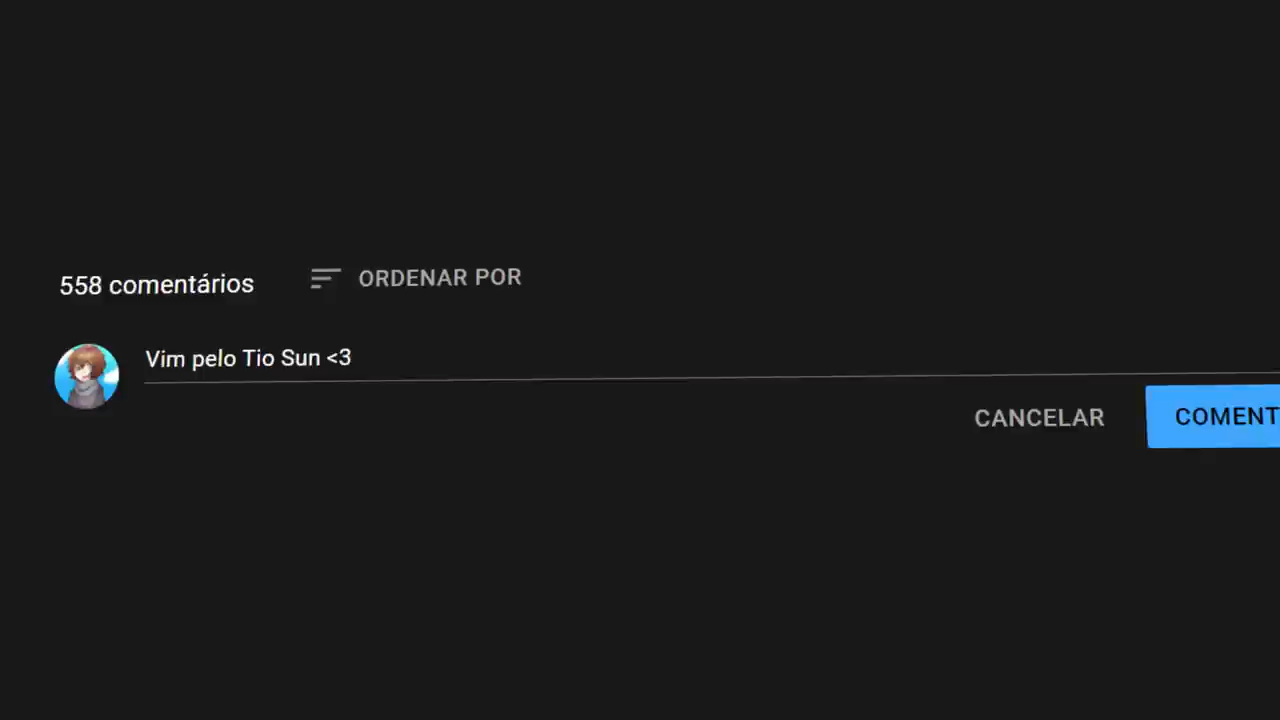 558 comentários
ORDENAR POR
Vim pelo Tio Sun <3
CANCELAR
COMENT